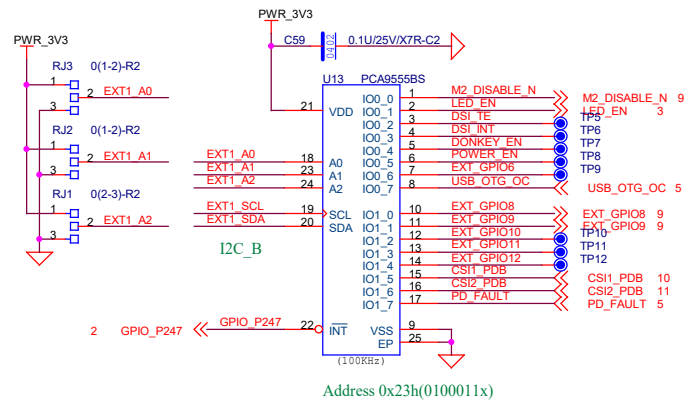 PWR_3V3
C59 0402 0.1U/25V/X7R-C2
PWR_3V3
RJ3 0(1-2)-R2
1
2 EXT1_A0
3
RJ2 0(1-2)-R2
1
2 EXT1_A1
3
RJ1 0(2-3)-R2
1
2 EXT1_A2
3
U13 PCA9555BS
21 VDD
EXT1_A0 18 A0
EXT1_A1 23 A1
EXT1_A2 24 A2
EXT1_SCL 19 SCL
EXT1_SDA 20 SDA
I2C_B
2 GPIO_P247 GPIO_P247 22 INT
IO0_0 1 M2_DISABLE_N M2_DISABLE_N 9
IO0_1 2 LED_EN LED_EN 3
IO0_2 3 DSI_TE TP5
IO0_3 4 DSI_INT TP6
IO0_4 5 DONKEY_EN TP7
IO0_5 6 POWER_EN TP8
IO0_6 7 EXT_GPIO6 TP9
IO0_7 8 USB_OTG_OC USB_OTG_OC 5
IO1_0 10 EXT_GPIO8 EXT_GPIO8 9
IO1_1 11 EXT_GPIO9 EXT_GPIO9 9
IO1_2 12 EXT_GPIO10 TP10
IO1_3 13 EXT_GPIO11 TP11
IO1_4 14 EXT_GPIO12 TP12
IO1_5 15 CSI1_PDB CSI1_PDB 10
IO1_6 16 CSI2_PDB CSI2_PDB 11
IO1_7 17 PD_FAULT PD_FAULT 5
VSS 9
EP 25
(100KHz)
Address 0x23h(0100011x)